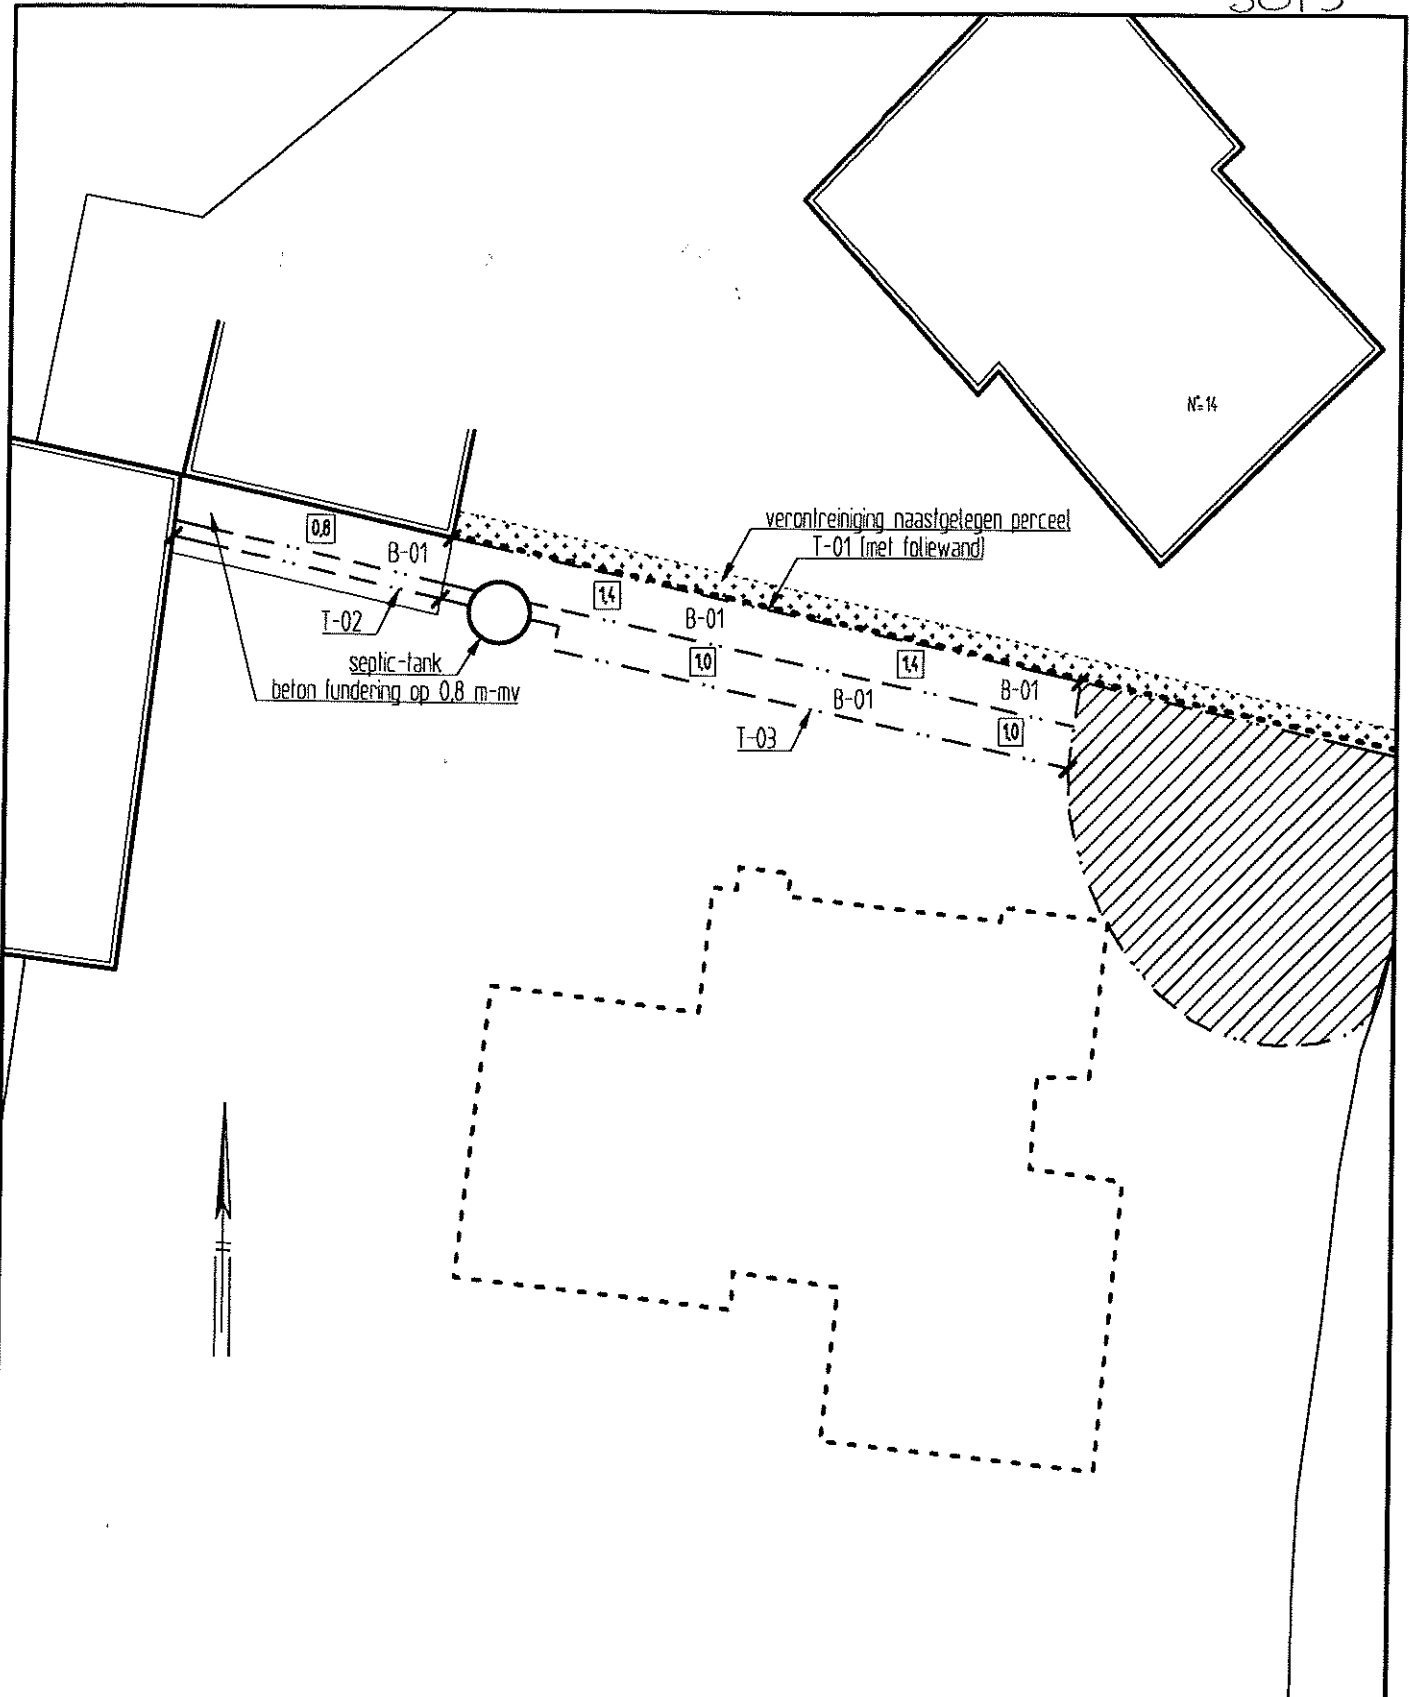 N°=14
verontreiniging naastgelegen perceel
T-01 (met foliewand)
0,8
B-01
1,4
B-01
T-02
septic-tank
beton fundering op 0,8 m-mv
1,0
1,4
B-01
B-01
T-03
1,0